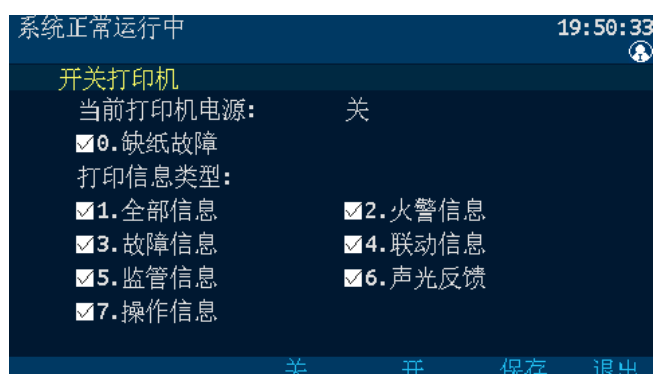 系统正常运行中 19:50:33
开关打印机
当前打印机电源: 关
0.缺纸故障
打印信息类型:
1.全部信息 2.火警信息
3.故障信息 4.联动信息
5.监管信息 6.声光反馈
7.操作信息
关 开 保存 退出